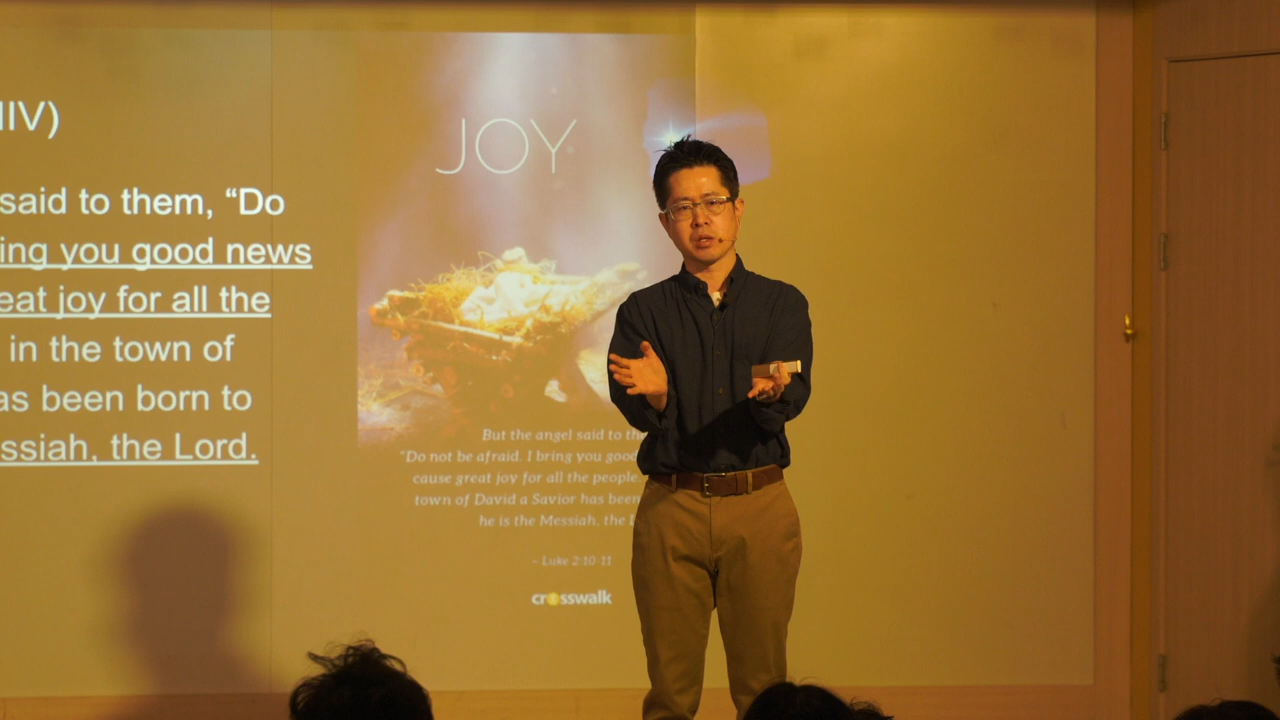 IIV)
said to them, “Do
ing you good news
eat joy for all the
in the town of
as been born to
ssiah, the Lord.
JOY
But the angel said to the
"Do not be afraid. I bring you good
cause great joy for all the people.
town of David a Savior has been
he is the Messiah, the L
- Luke 2:10-11
crosswalk